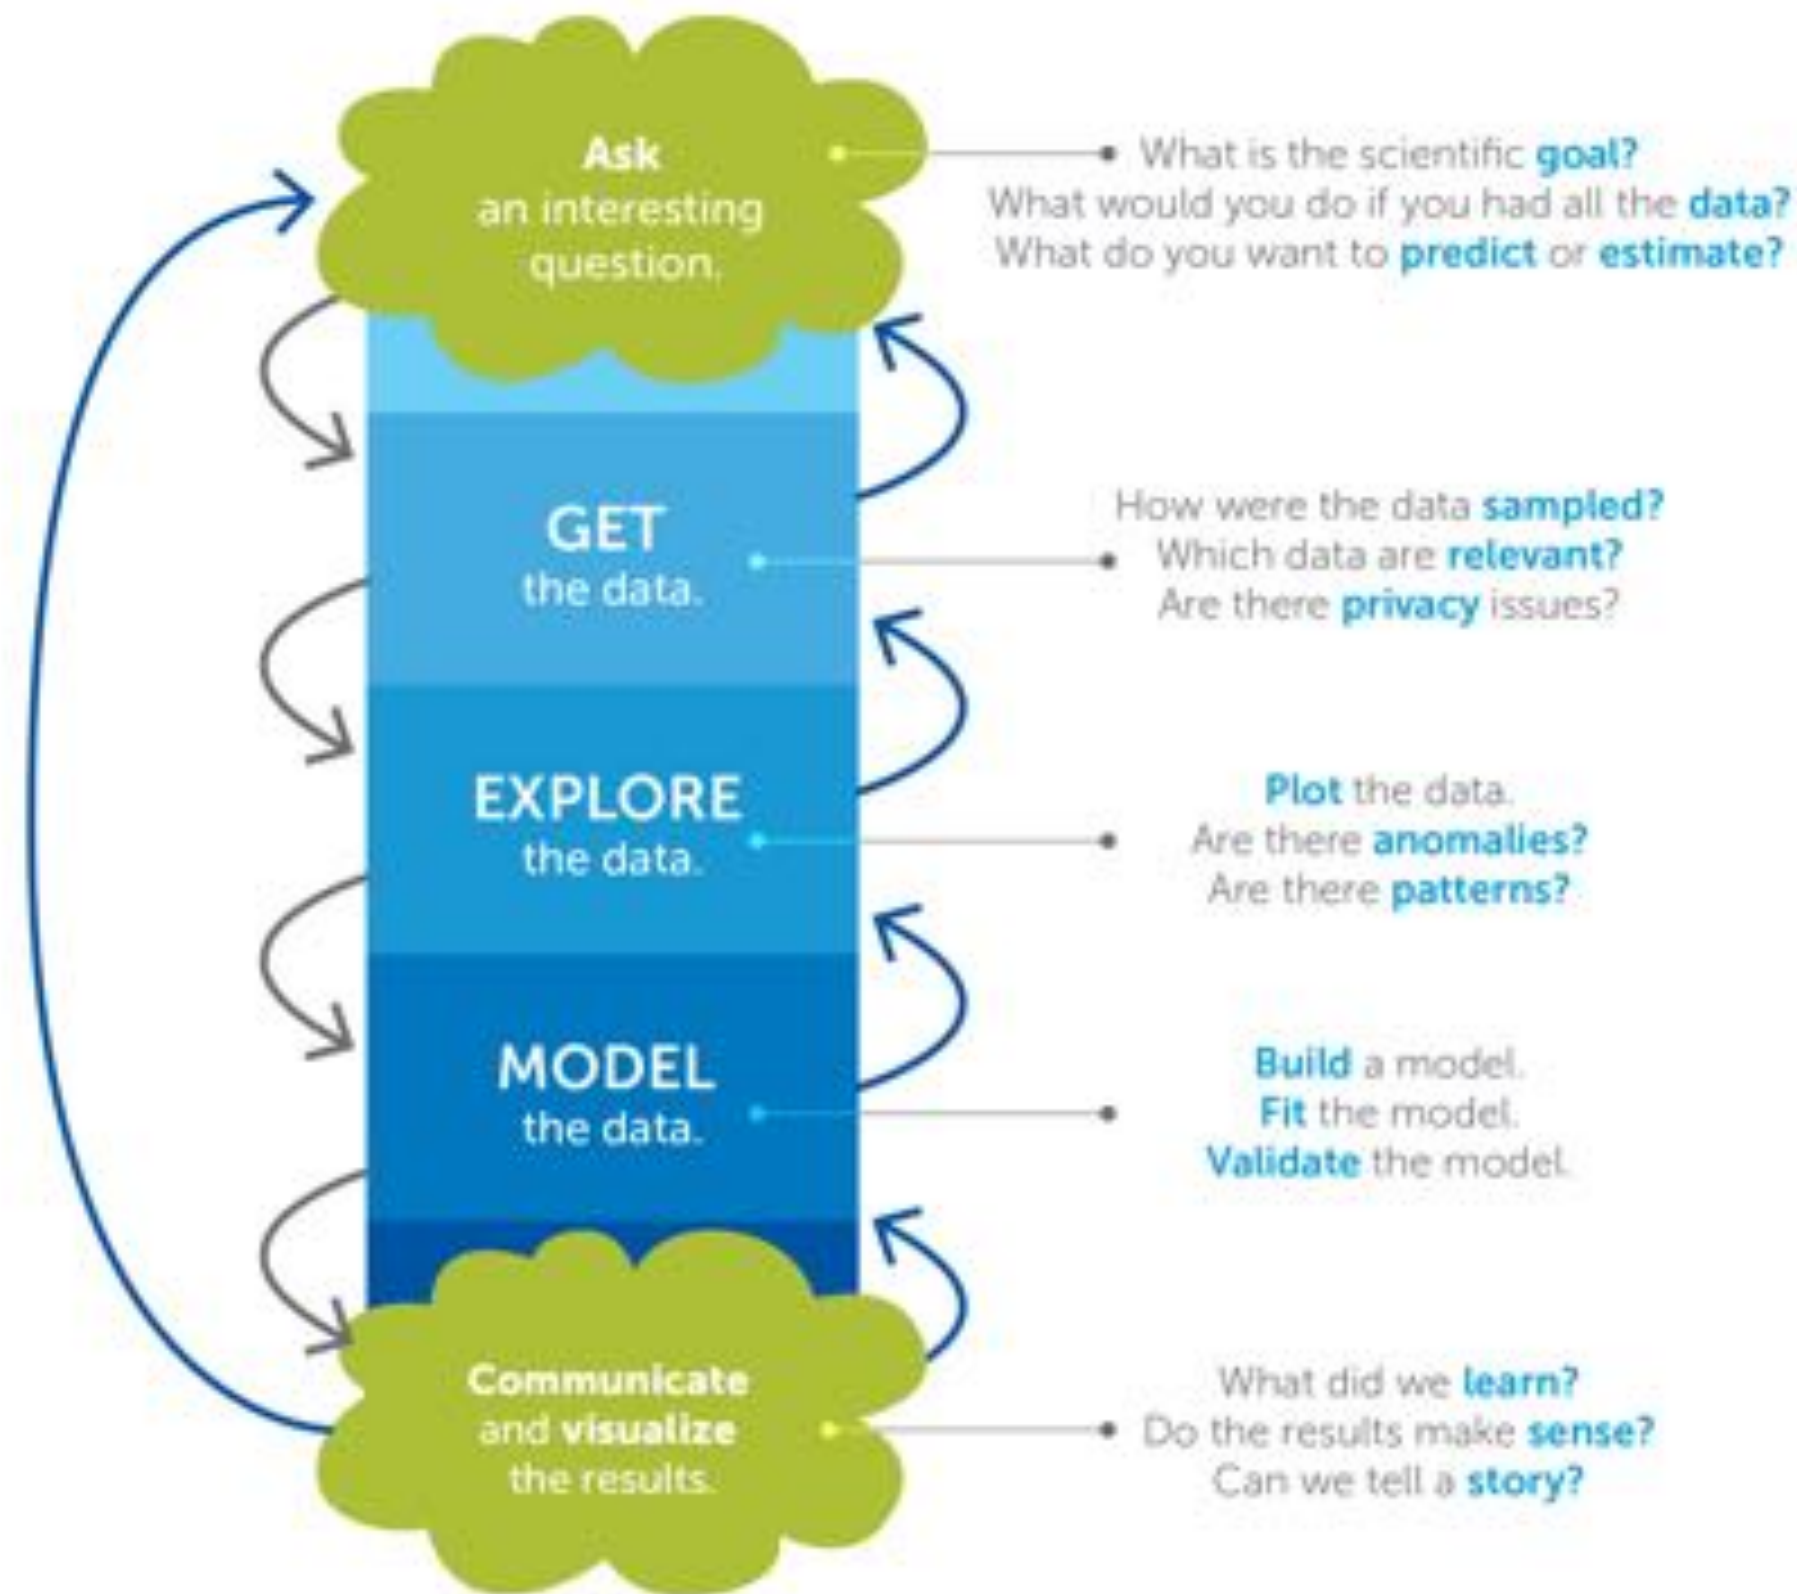 Ask
an interesting
question.
What is the scientific goal?
What would you do if you had all the data?
What do you want to predict or estimate?
GET
the data.
How were the data sampled?
Which data are relevant?
Are there privacy issues?
EXPLORE
the data.
Plot the data.
Are there anomalies?
Are there patterns?
MODEL
the data.
Build a model.
Fit the model.
Validate the model.
Communicate
and visualize
the results.
What did we learn?
Do the results make sense?
Can we tell a story?